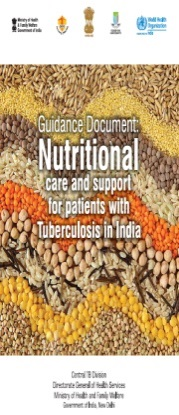 Ministry of Health
& Family Welfare
Government of India
World Health
Organization
Guidance Document:
Nutritional
care and support
for patients with
Tuberculosis in India
Central TB Division
Directorate General of Health Services
Ministry of Health and Family Welfare
Government of India, New Delhi